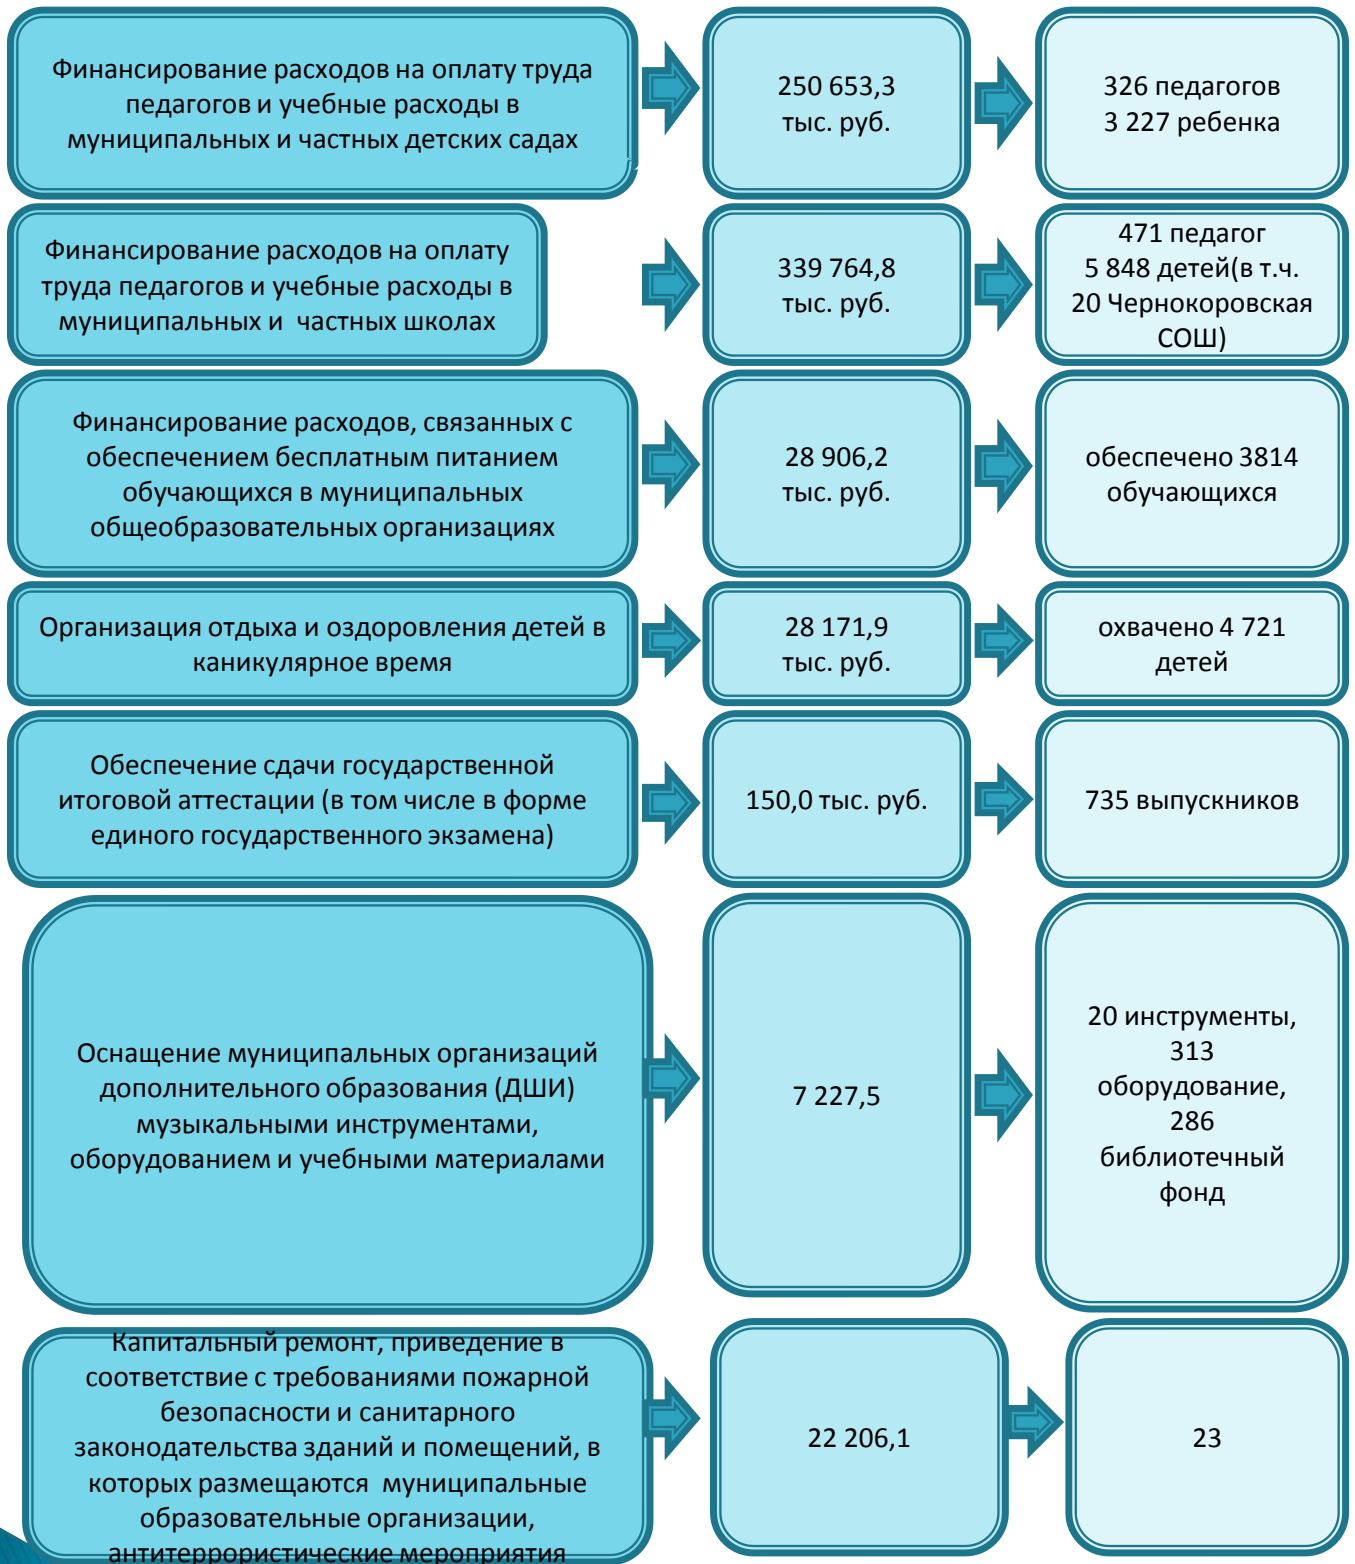 Финансирование расходов на оплату труда
педагогов и учебные расходы в
муниципальных и частных детских садах
250 653,3
тыс. руб.
326 педагогов
3 227 ребенка
Финансирование расходов на оплату
труда педагогов и учебные расходы в
муниципальных и частных школах
339 764,8
тыс. руб.
471 педагог
5 848 детей(в т.ч.
20 Чернокоровская
СОШ)
Финансирование расходов, связанных с
обеспечением бесплатным питанием
обучающихся в муниципальных
общеобразовательных организациях
28 906,2
тыс. руб.
обеспечено 3814
обучающихся
Организация отдыха и оздоровления детей в
каникулярное время
28 171,9
тыс. руб.
охвачено 4 721
детей
Обеспечение сдачи государственной
итоговой аттестации (в том числе в форме
единого государственного экзамена)
150,0 тыс. руб.
735 выпускников
Оснащение муниципальных организаций
дополнительного образования (ДШИ)
музыкальными инструментами,
оборудованием и учебными материалами
7 227,5
20 инструменты,
313
оборудование,
286
библиотечный
фонд
Капитальный ремонт, приведение в
соответствие с требованиями пожарной
безопасности и санитарного
законодательства зданий и помещений, в
которых размещаются муниципальные
образовательные организации,
антитеррористические мероприятия
22 206,1
23